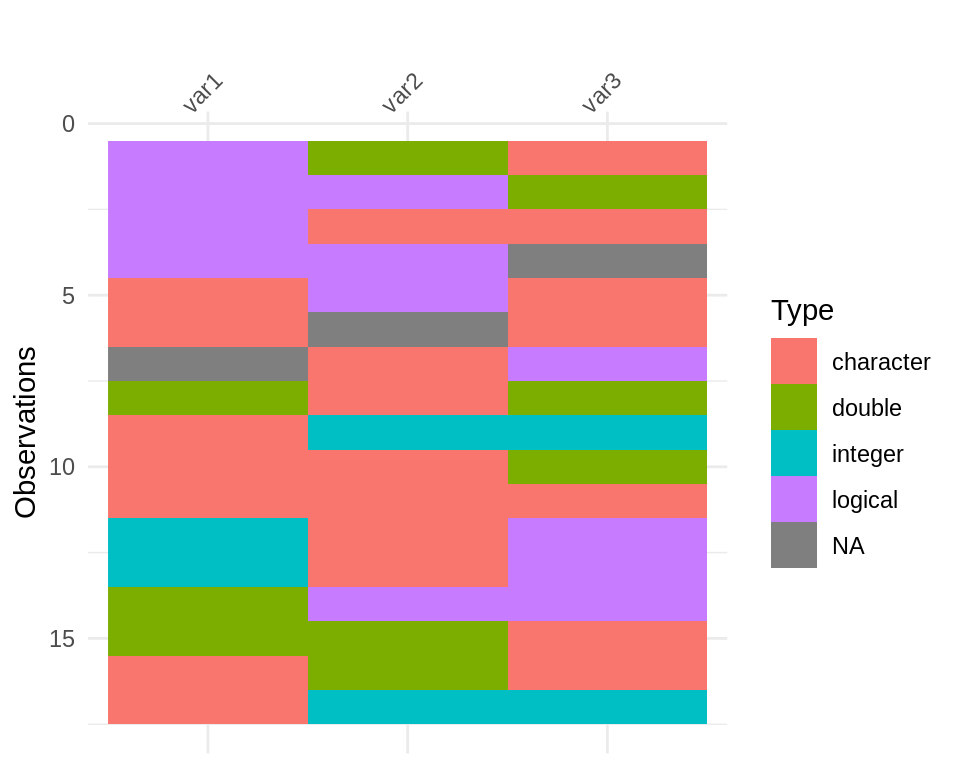 var1
var2
var3
0
5
10
15
Observations
Type
character
double
integer
logical
NA